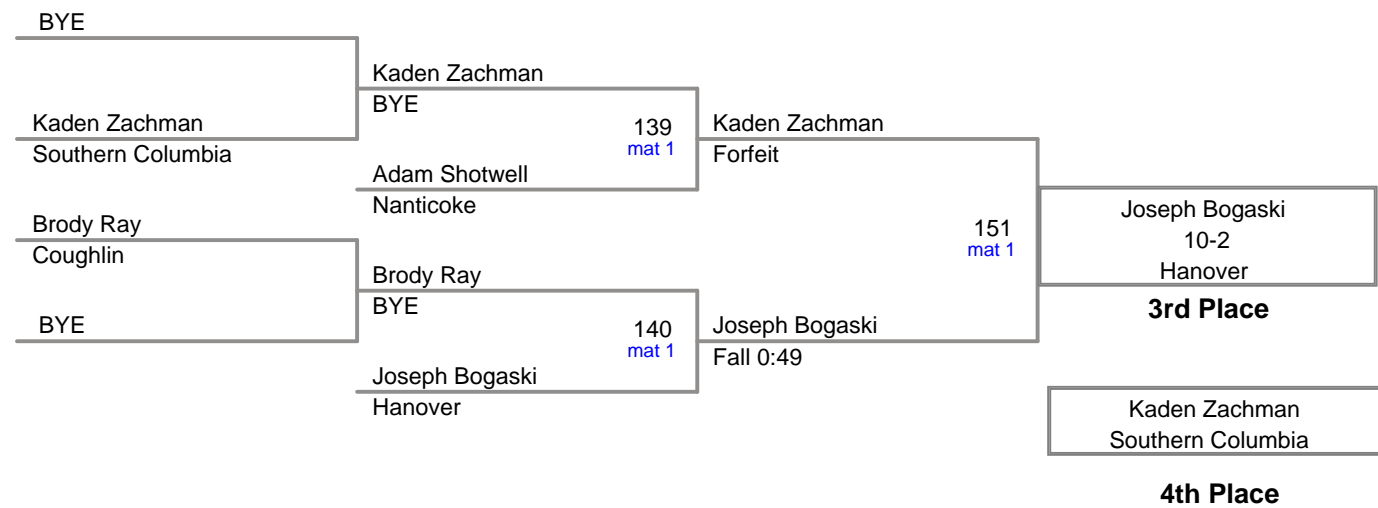 BYE
Kaden Zachman
Southern Columbia
Brody Ray
Coughlin
BYE
Kaden Zachman
BYE
139
mat 1
Adam Shotwell
Nanticoke
Brody Ray
BYE
140
mat 1
Joseph Bogaski
Hanover
Kaden Zachman
Forfeit
151
mat 1
Joseph Bogaski
Fall 0:49
Joseph Bogaski
10-2
Hanover
3rd Place
Kaden Zachman
Southern Columbia
4th Place